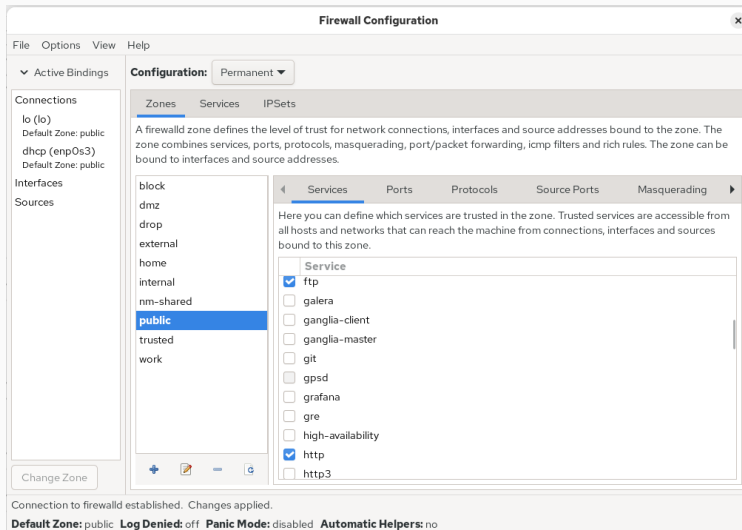 Firewall Configuration
File Options View Help
Active Bindings
Configuration: Permanent
Connections
lo (lo)
Default Zone: public
dhcp (enp0s3)
Default Zone: public
Interfaces
Sources
Change Zone
Zones Services IPSets
A firewalld zone defines the level of trust for network connections, interfaces and source addresses bound to the zone. The
zone combines services, ports, protocols, masquerading, port/packet forwarding, icmp filters and rich rules. The zone can be
bound to interfaces and source addresses.
block
dmz
drop
external
home
internal
nm-shared
public
trusted
work
Services Ports Protocols Source Ports Masquerading
Here you can define which services are trusted in the zone. Trusted services are accessible from
all hosts and networks that can reach the machine from connections, interfaces and sources
bound to this zone.
Service
ftp
galera
ganglia-client
ganglia-master
git
gpsd
grafana
gre
high-availability
http
http3
Connection to firewalld established. Changes applied.
Default Zone: public Log Denied: off Panic Mode: disabled Automatic Helpers: no